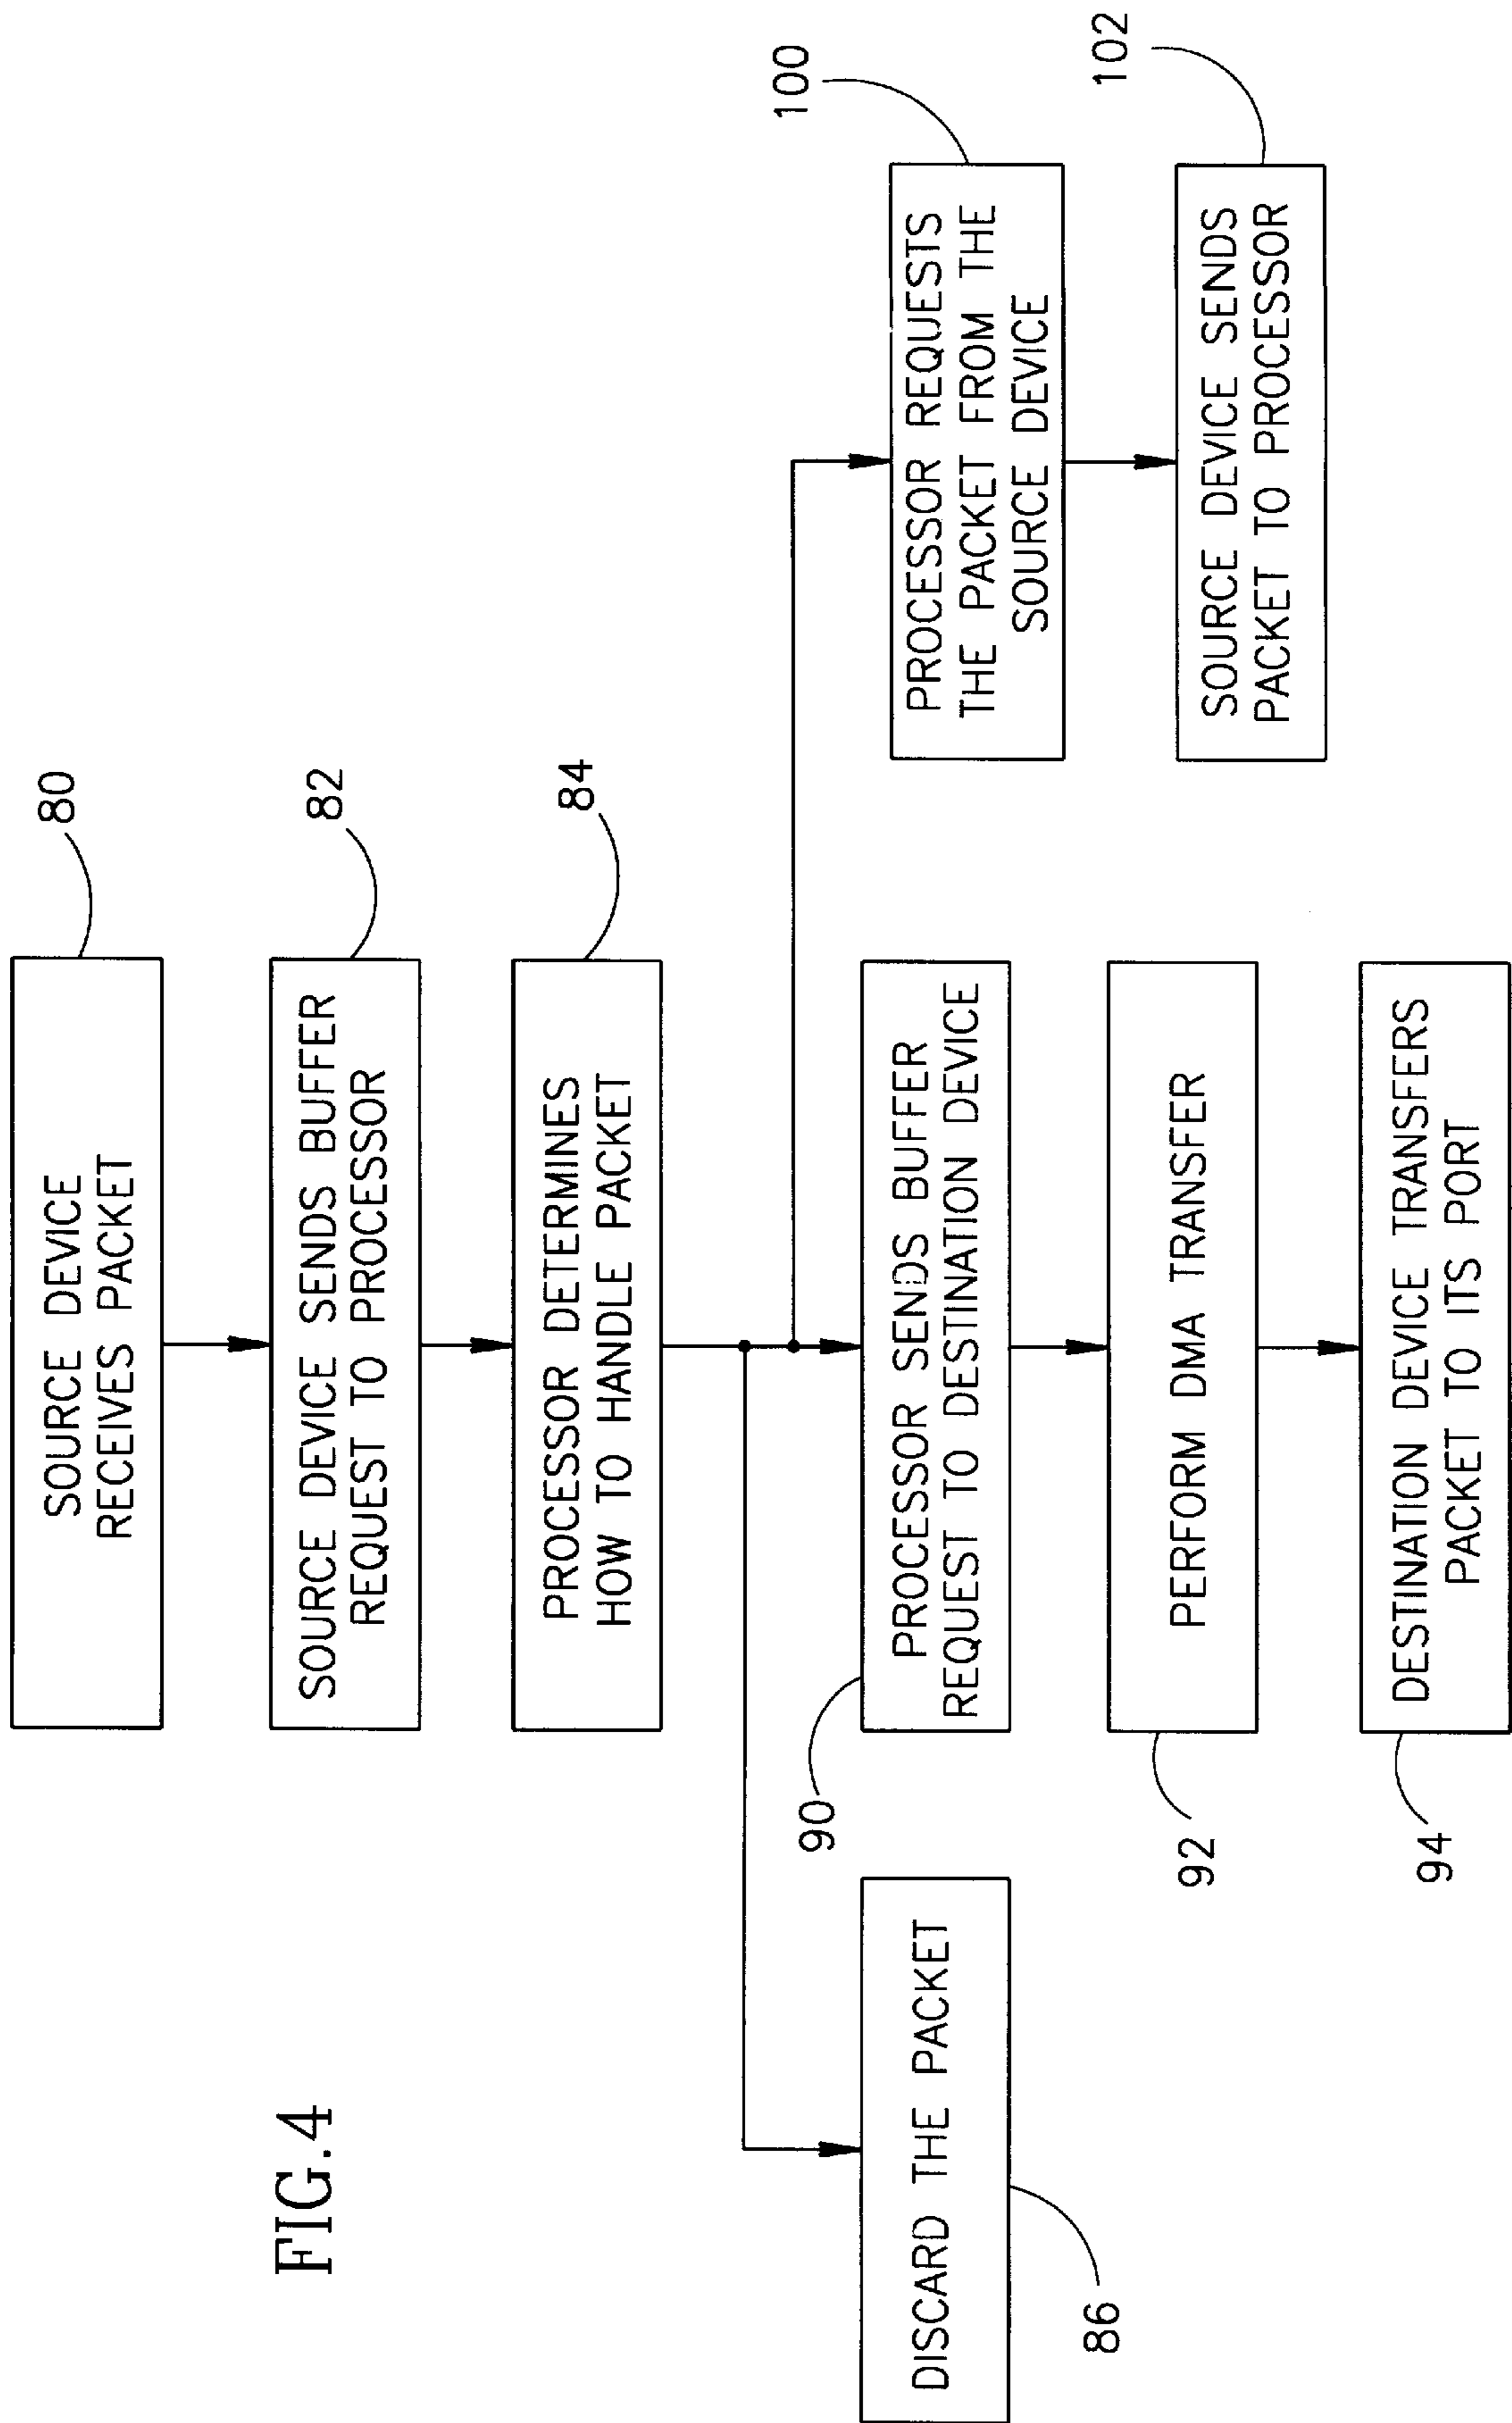 FIG.4
SOURCE DEVICE
RECEIVES PACKET
80
SOURCE DEVICE SENDS BUFFER
REQUEST TO PROCESSOR
82
PROCESSOR DETERMINES
HOW TO HANDLE PACKET
84
DISCARD THE PACKET
86
90
PROCESSOR SENDS BUFFER
REQUEST TO DESTINATION DEVICE
92
PERFORM DMA TRANSFER
94
DESTINATION DEVICE TRANSFERS
PACKET TO ITS PORT
100
PROCESSOR REQUESTS
THE PACKET FROM THE
SOURCE DEVICE
102
SOURCE DEVICE SENDS
PACKET TO PROCESSOR